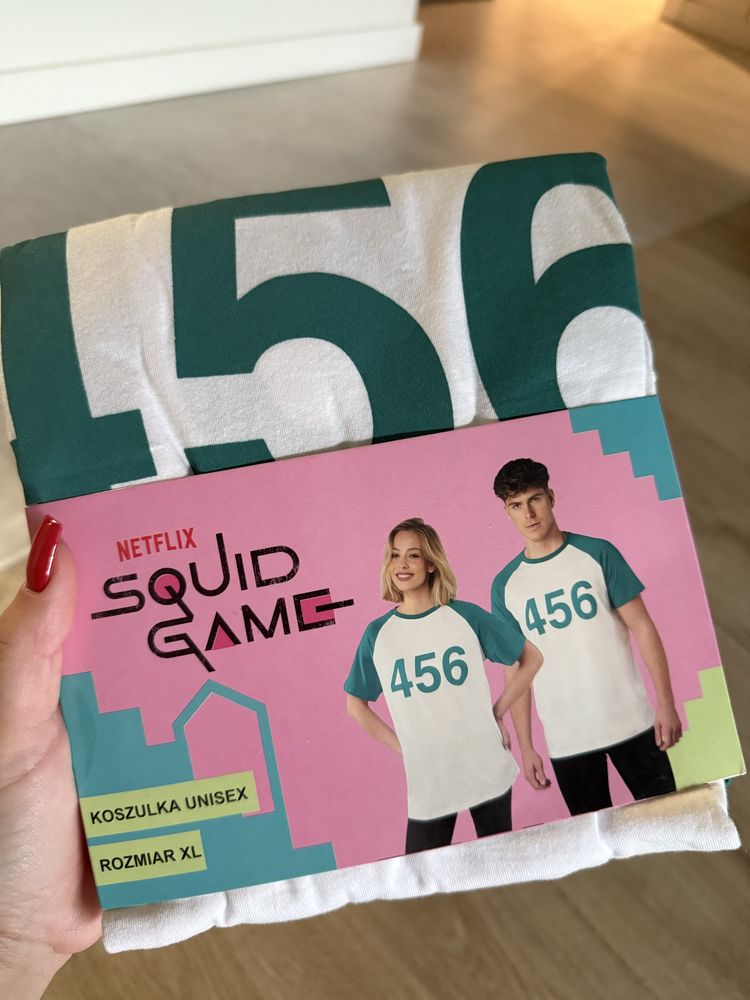 456
NETFLIX
SQUID
GAME
456
456
KOSZULKA UNISEX
ROZMIAR XL